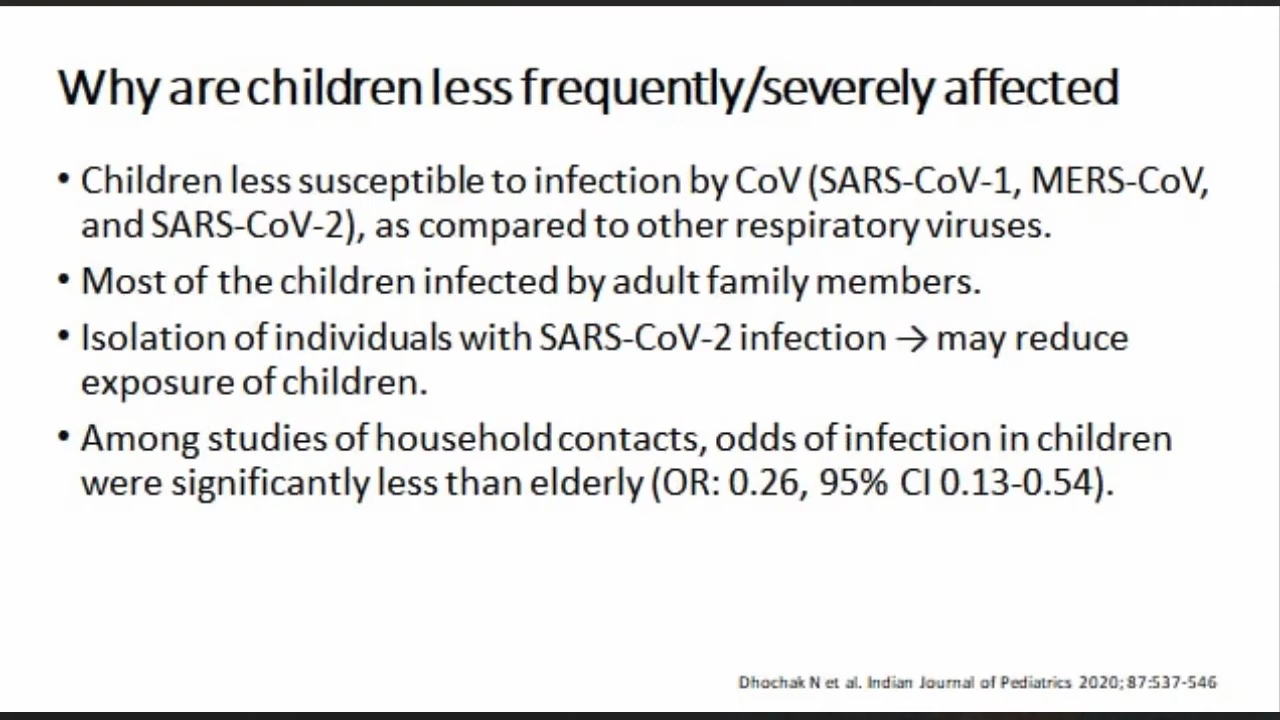 Why are children less frequently/severely affected
• Children less susceptible to infection by CoV (SARS-CoV-1, MERS-CoV,
and SARS-CoV-2), as compared to other respiratory viruses.
• Most of the children infected by adult family members.
• Isolation of individuals with SARS-CoV-2 infection → may reduce
exposure of children.
• Among studies of household contacts, odds of infection in children
were significantly less than elderly (OR: 0.26, 95% CI 0.13-0.54).
Dhochak N et al. Indian Journal of Pediatrics 2020; 87:537-546